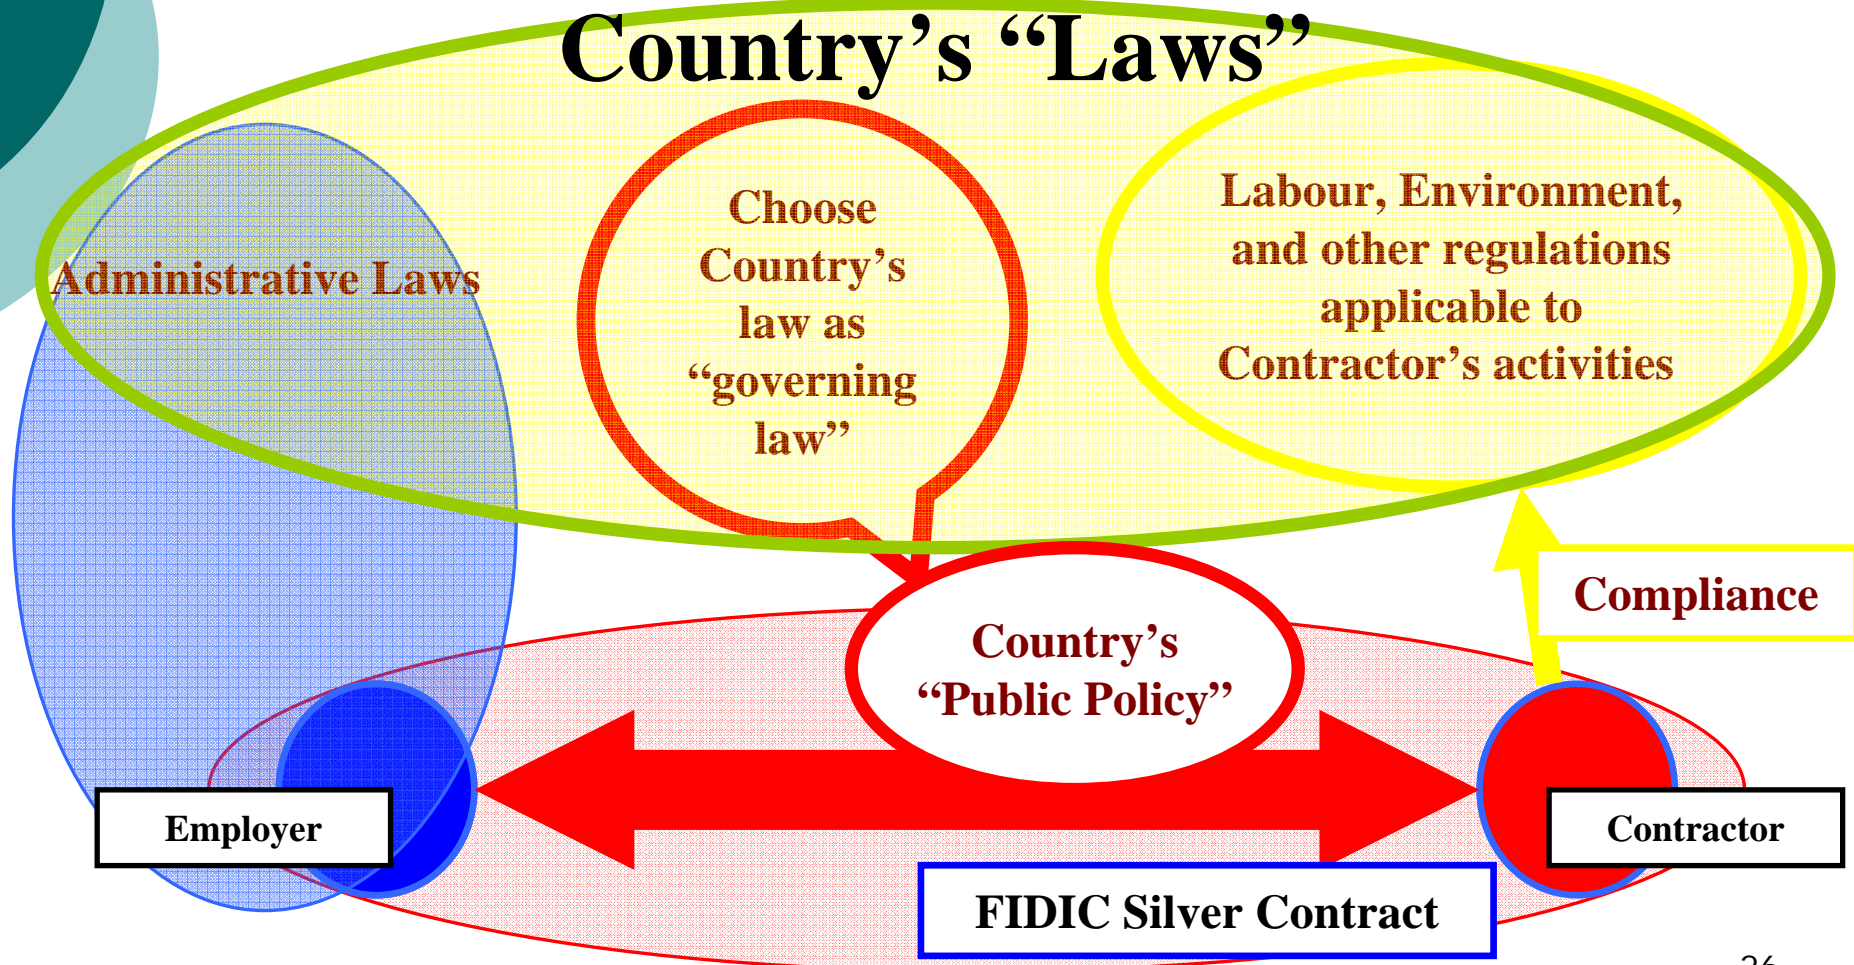 Country’s “Laws”
Administrative Laws
Choose
Country’s
law as
“governing
law”
Labour, Environment,
and other regulations
applicable to
Contractor’s activities
Compliance
Country’s
“Public Policy”
Employer
Contractor
FIDIC Silver Contract